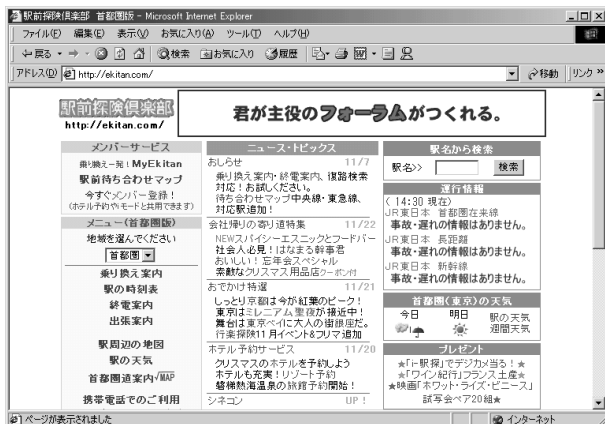 駅前探険倶楽部 首都圏版 - Microsoft Internet Explorer
ファイル(F) 編集(E) 表示(V) お気に入り(A) ツール(T) ヘルプ(H)
戻る 検索 お気に入り 履歴
アドレス(D) http://ekitan.com/ 移動 リンク »
駅前探険倶楽部
http://ekitan.com/
君が主役のフォーラムがつくれる。
メンバーサービス
乗り換え一発!MyEkitan
駅前待ち合わせマップ
今すぐメンバー登録!
(ホテル予約やiモードと共用できます)
メニュー(首都圏版)
地域を選んでください
首都圏
乗り換え案内
駅の時刻表
終電案内
出張案内
駅周辺の地図
駅の天気
首都圏道案内√MAP
携帯電話でのご利用
ニュース・トピックス
おしらせ 11/7
乗り換え案内・終電案内、復路検索
対応!お試しください。
待ち合わせマップ中央線・東急線、
対応駅追加!
会社帰りの寄り道特集 11/22
NEWスパイシーエスニックとフードバー
社会人必見!はなまる幹事君
おいしい!忘年会スペシャル
素敵なクリスマス用品店クーポン付
おでかけ特選 11/21
しっとり京都は今が紅葉のピーク!
東京はミレニアム聖夜が接近中!
舞台は東京ベイに大人の街銀座だ。
行楽探険11月イベント&フリマ追加
ホテル予約サービス 11/20
クリスマスのホテルを予約しよう
ホテルも充実!リゾート予約
磐梯熱海温泉の旅館予約開始!
シネコン UP!
駅名から検索
駅名>> 検索
運行情報
( 14:30 現在)
JR東日本 首都圏在来線
事故・遅れの情報はありません。
JR東日本 長距離
事故・遅れの情報はありません。
JR東日本 新幹線
事故・遅れの情報はありません。
首都圏(東京)の天気
今日 明日 駅の天気
週間天気
プレゼント
★「i-駅探」でデジカメ当る!★
★「ワイン紀行」フランス土産★
★映画「ホワット・ライズ・ビニース」
試写会ペア20組★
ページが表示されました インターネット